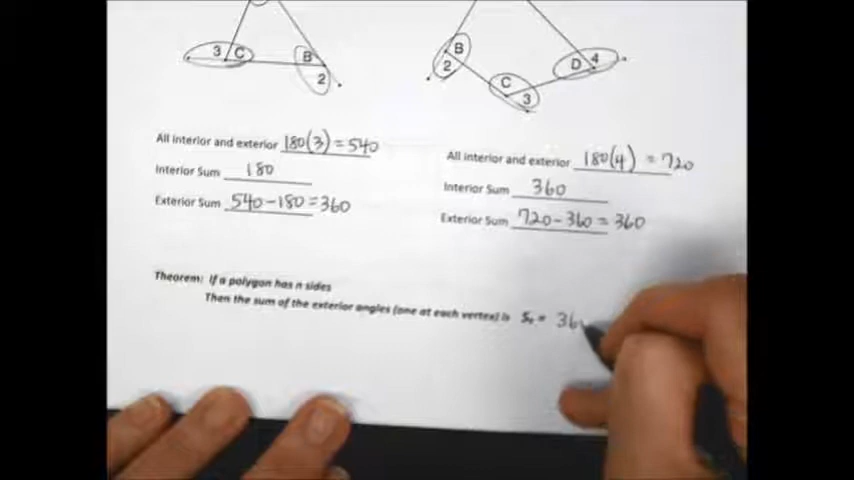 3 C B 2
B 2 C 3 D 4
All interior and exterior 180(3) = 540
Interior Sum 180
Exterior Sum 540-180=360
All interior and exterior 180(4) = 720
Interior Sum 360
Exterior Sum 720-360 = 360
Theorem: If a polygon has n sides
Then the sum of the exterior angles (one at each vertex) is Sₑ = 36